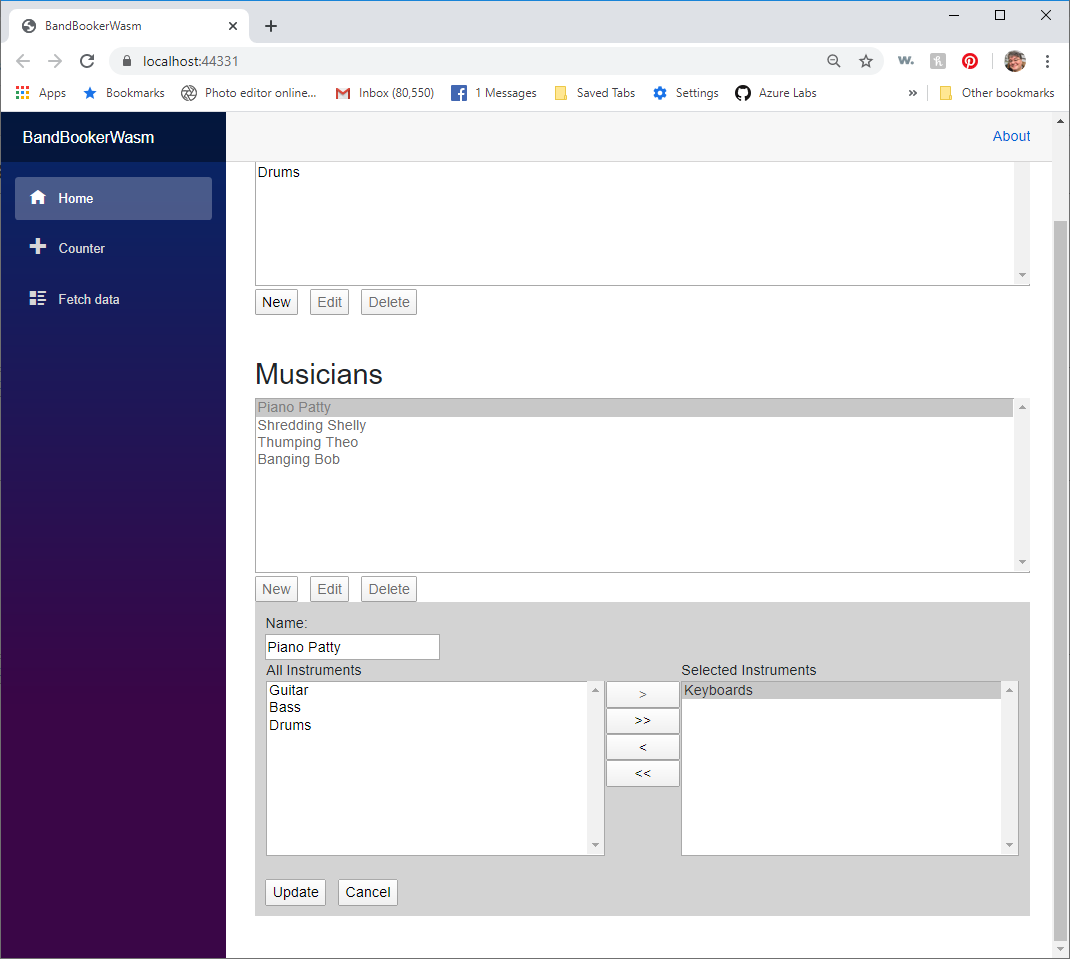 BandBookerWasm
localhost:44331
Apps Bookmarks Photo editor online... Inbox (80,550) 1 Messages Saved Tabs Settings Azure Labs » Other bookmarks
BandBookerWasm
About
Home
Counter
Fetch data
Drums
New Edit Delete
Musicians
Piano Patty
Shredding Shelly
Thumping Theo
Banging Bob
New Edit Delete
Name:
Piano Patty
All Instruments
Guitar
Bass
Drums
>
>>
<
<<
Selected Instruments
Keyboards
Update Cancel